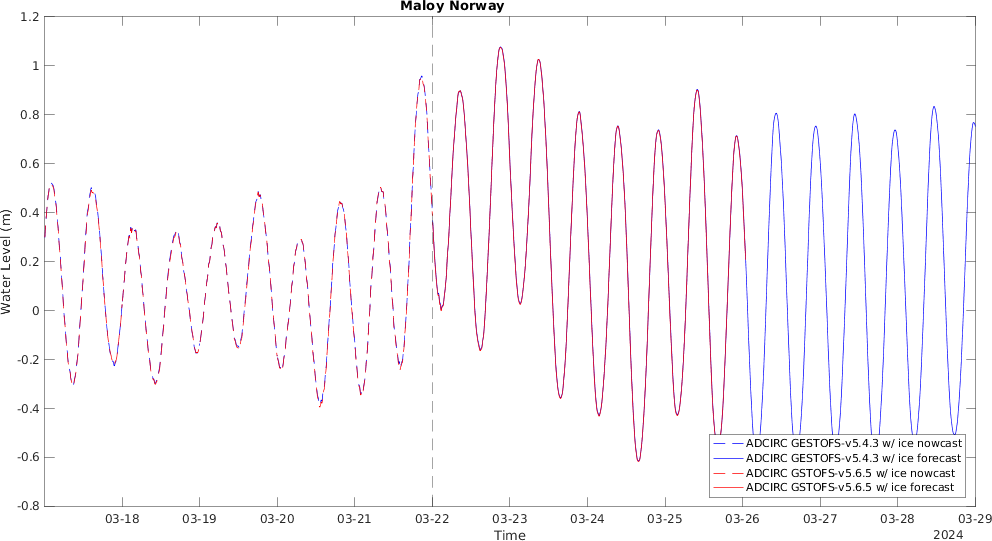 Maloy Norway
1.2
1
0.8
0.6
0.4
0.2
0
-0.2
-0.4
-0.6
-0.8
Water Level (m)
ADCIRC GESTOFS-v5.4.3 w/ ice nowcast
ADCIRC GESTOFS-v5.4.3 w/ ice forecast
ADCIRC GSTOFS-v5.6.5 w/ ice nowcast
ADCIRC GSTOFS-v5.6.5 w/ ice forecast
03-18 03-19 03-20 03-21 03-22 03-23 03-24 03-25 03-26 03-27 03-28 03-29
Time
2024